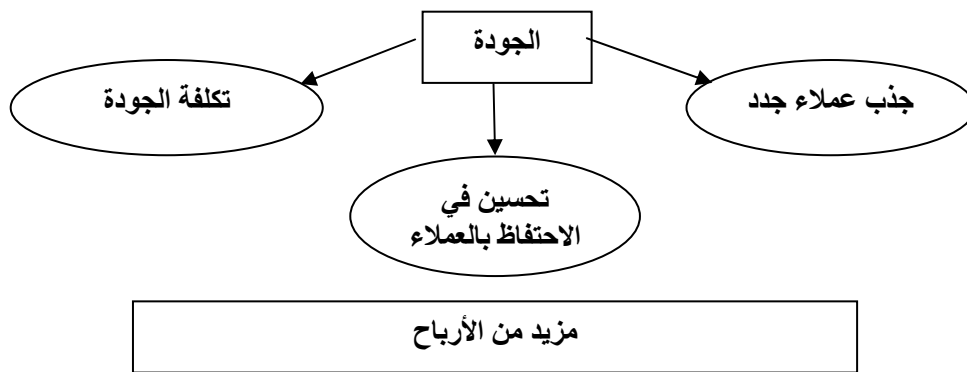 الجودة
جذب عملاء جدد
تكلفة الجودة
تحسين في
الاحتفاظ بالعملاء
مزيد من الأرباح